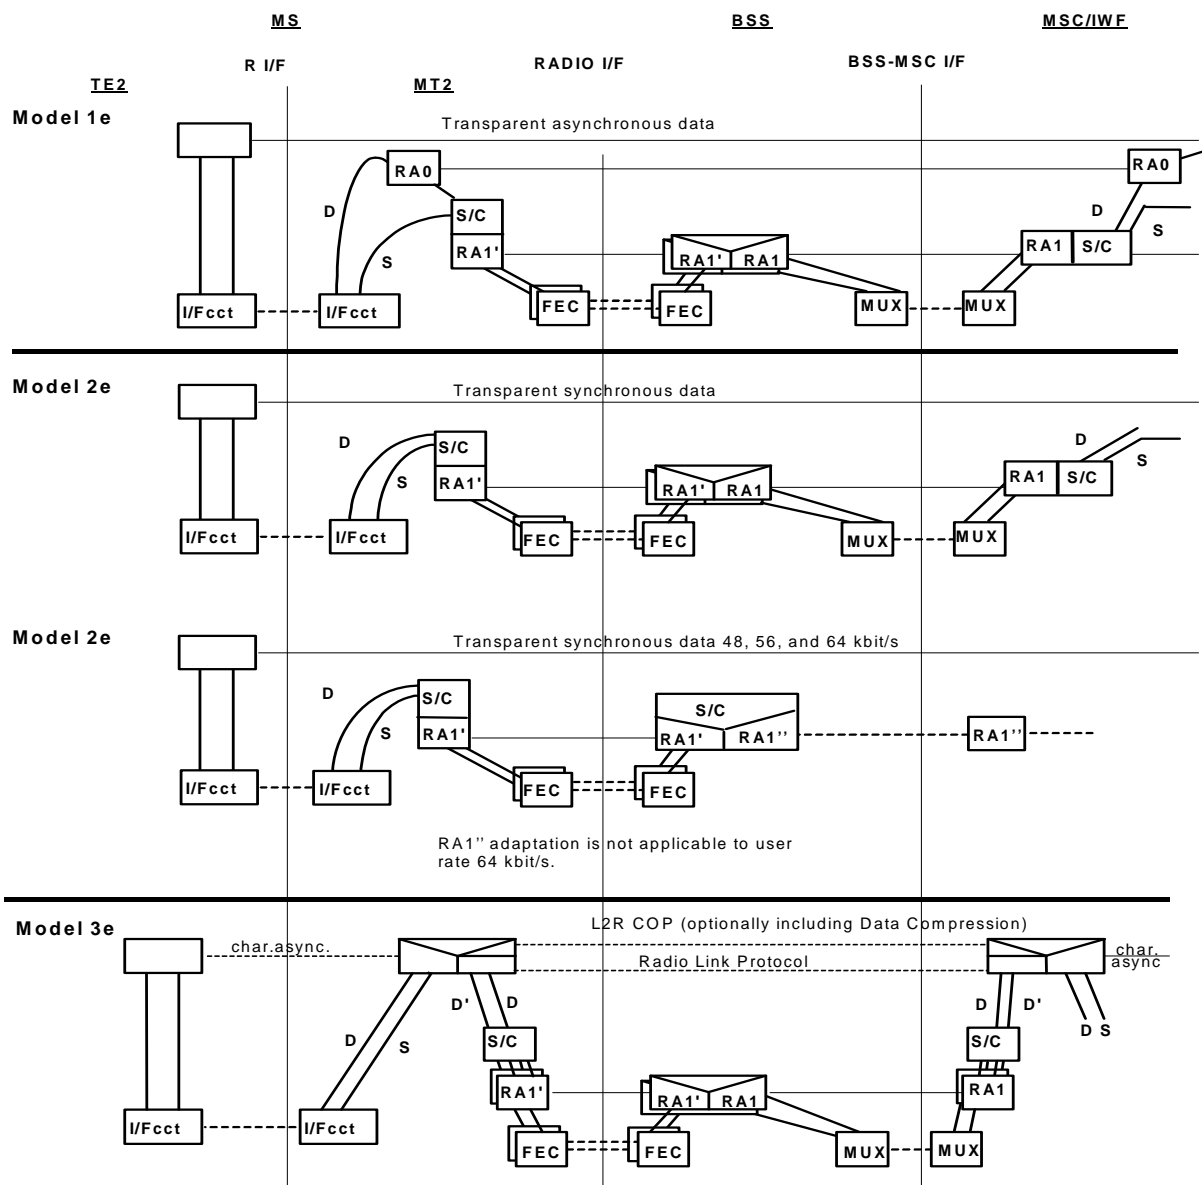 MS BSS MSC/IWF
R I/F RADIO I/F BSS-MSC I/F
TE2 MT2
Model 1e
Transparent asynchronous data
RA0 RA0
D S/C D
RA1' RA1' RA1 RA1 S/C S
S
I/Fcct I/Fcct FEC FEC MUX MUX
Model 2e
Transparent synchronous data
D S/C D
S RA1' RA1' RA1 RA1 S/C S
I/Fcct I/Fcct FEC FEC MUX MUX
Model 2e
Transparent synchronous data 48, 56, and 64 kbit/s
D S/C S/C
S RA1' RA1' RA1'' RA1''
I/Fcct I/Fcct FEC FEC
RA1'' adaptation is not applicable to user
rate 64 kbit/s.
Model 3e
L2R COP (optionally including Data Compression)
char.async. char.
Radio Link Protocol async
D' D D D'
D S S/C S/C D S
RA1' RA1' RA1 RA1
I/Fcct I/Fcct FEC FEC MUX MUX